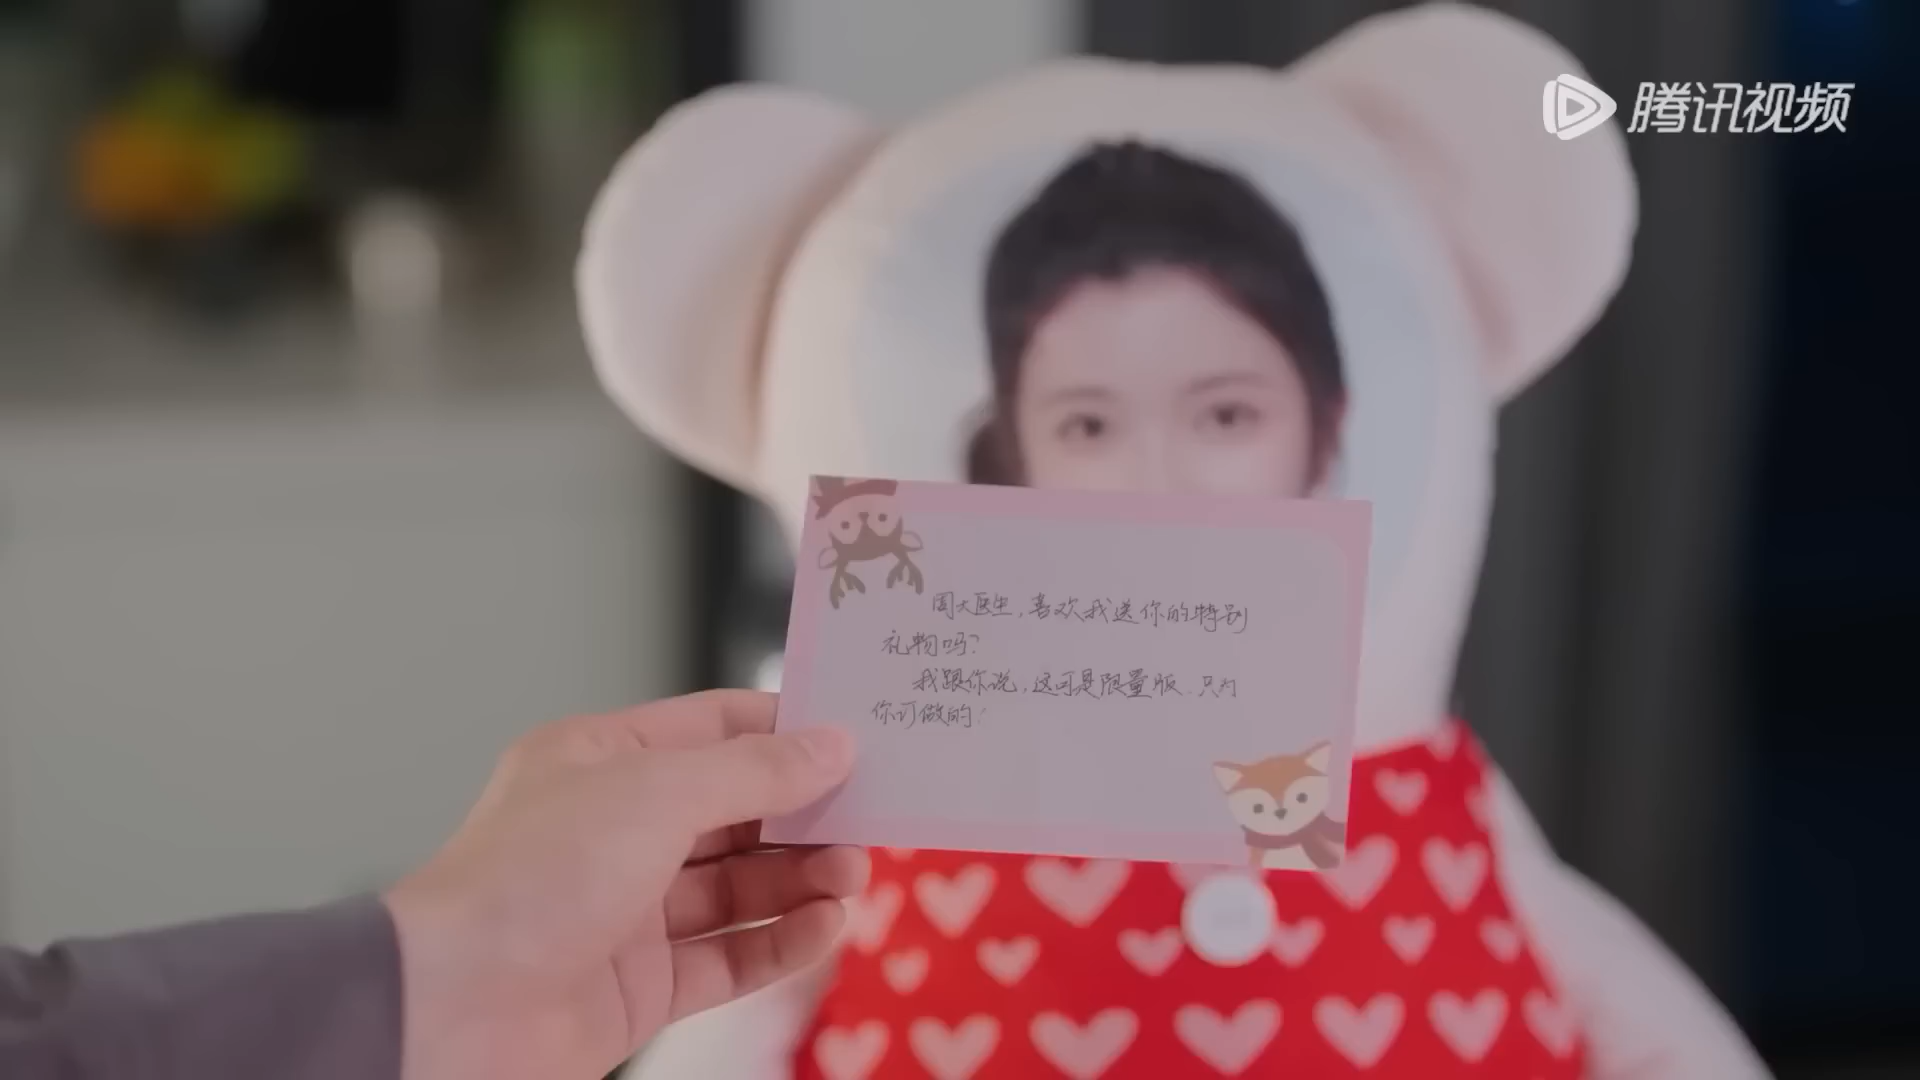 腾讯视频
周大医生，喜欢我送你的特别
礼物吗？
我跟你说，这可是限量版，只为
你订做的！